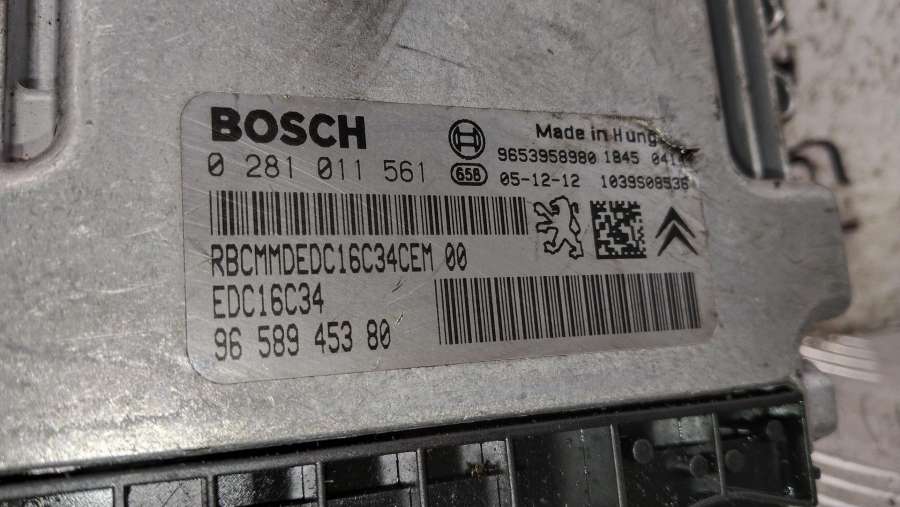 BOSCH
0 281 011 561
658
Made in Hung
9653958980 1845
05-12-12 1039S08536
RBCMMDEDC16C34CEM 00
EDC16C34
96 589 453 80